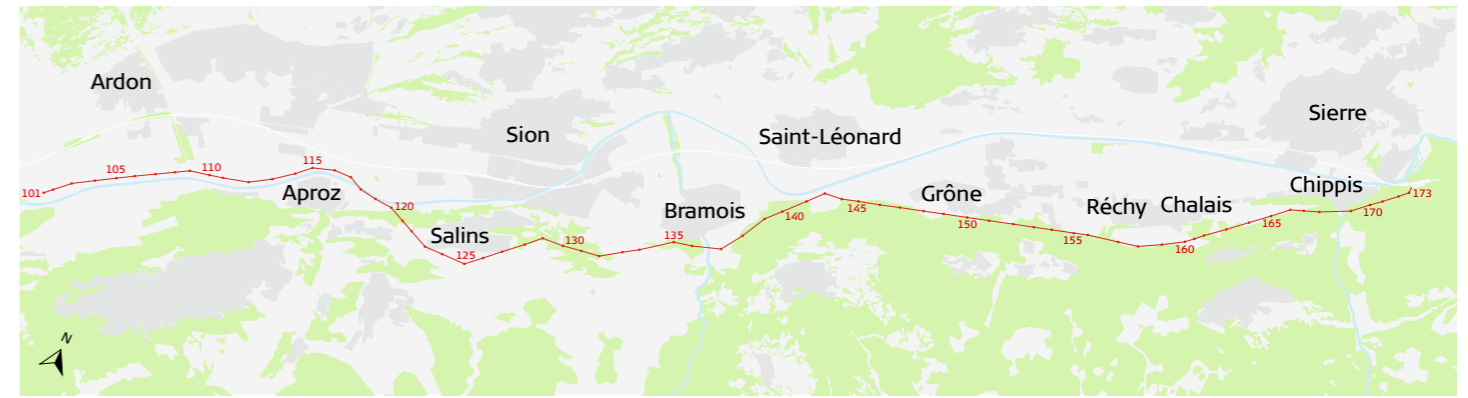 Ardon
Sion
Saint-Léonard
Sierre
101
105
110
115
Aproz
120
Salins
125
130
135
Bramois
140
145
Grône
150
155
Réchy
Chalais
160
165
Chippis
170
173
N